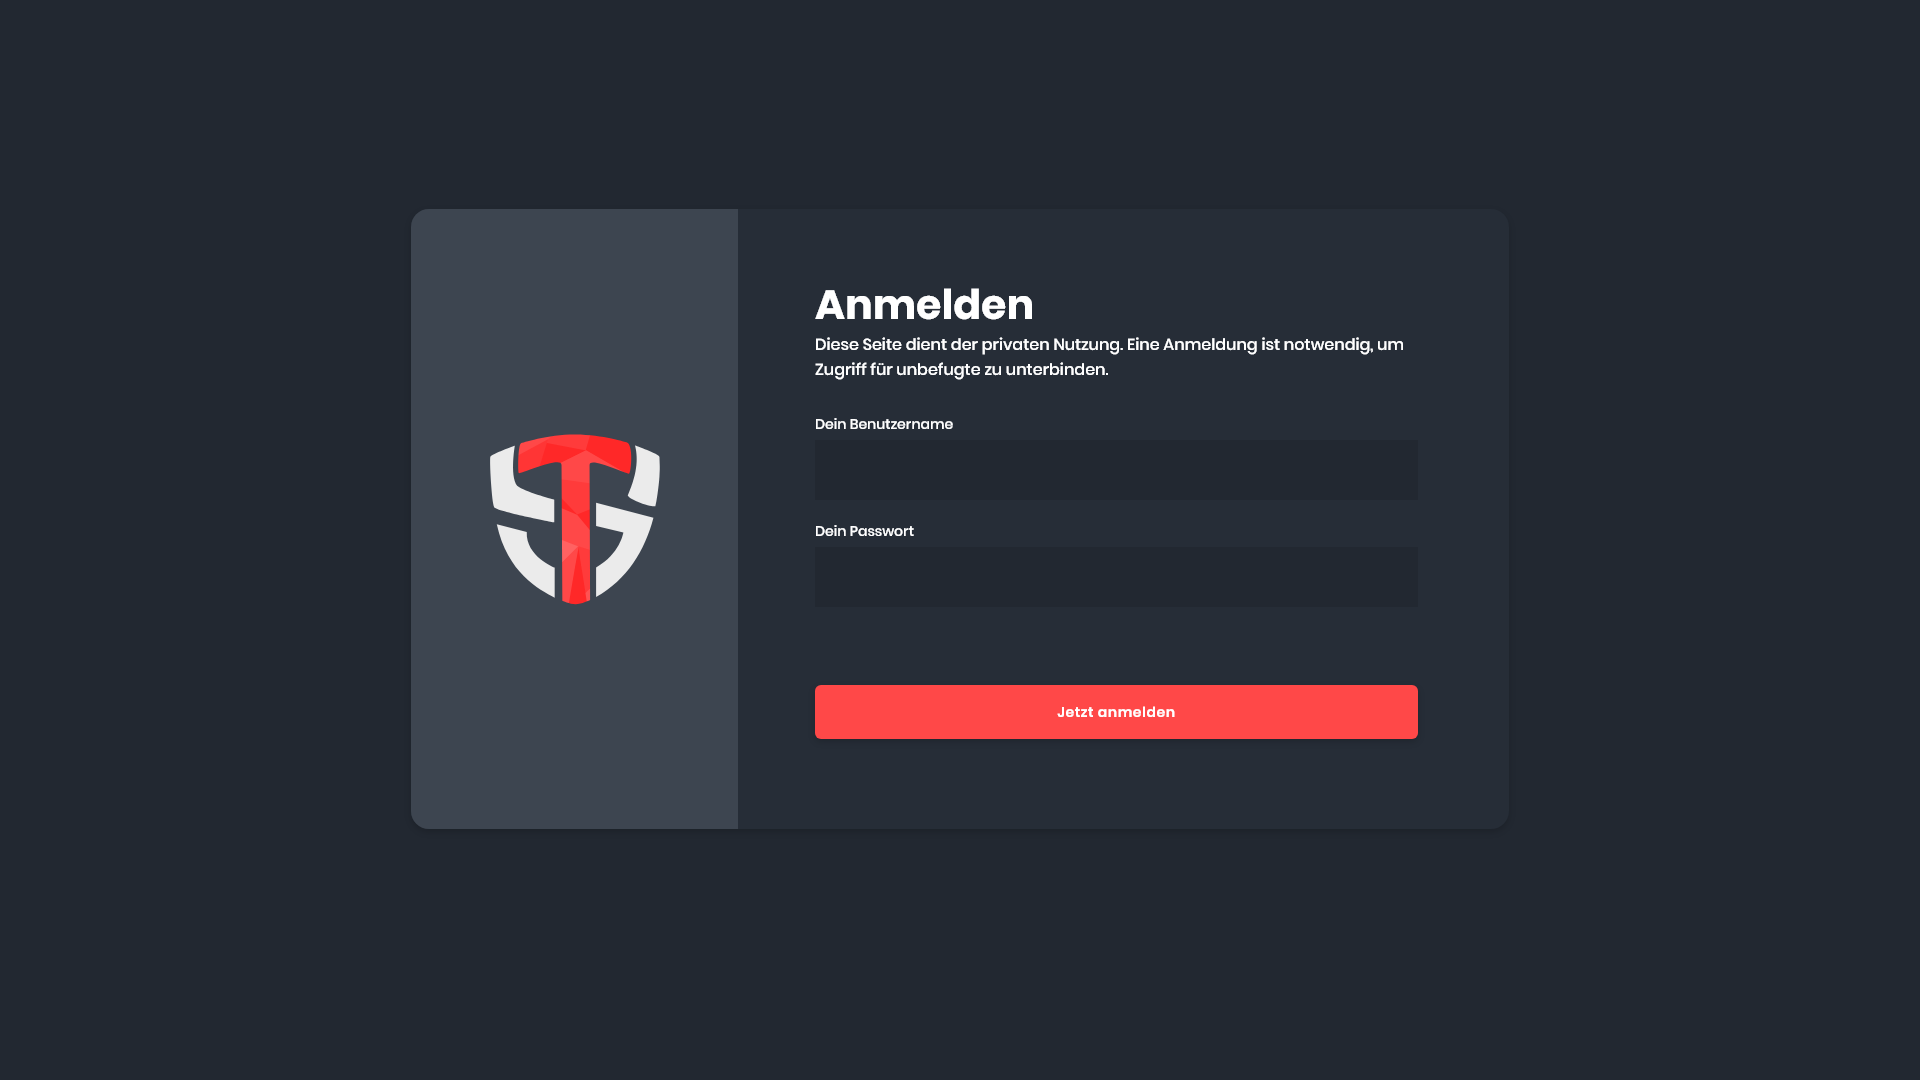 Anmelden
Diese Seite dient der privaten Nutzung. Eine Anmeldung ist notwendig, um
Zugriff für unbefugte zu unterbinden.
Dein Benutzername
Dein Passwort
Jetzt anmelden